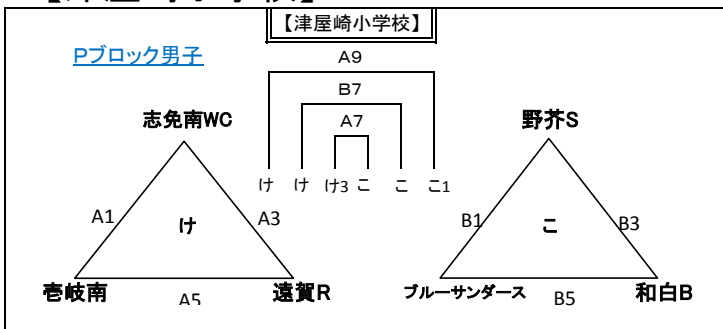 【津屋崎小学校】
Pブロック男子
A9
B7
A7
志免南WC
野芥S
け け け3 こ こ こ1
A1
け
A3
B1
こ
B3
壱岐南
A5
遠賀R
ブルーサンダース
B5
和白B